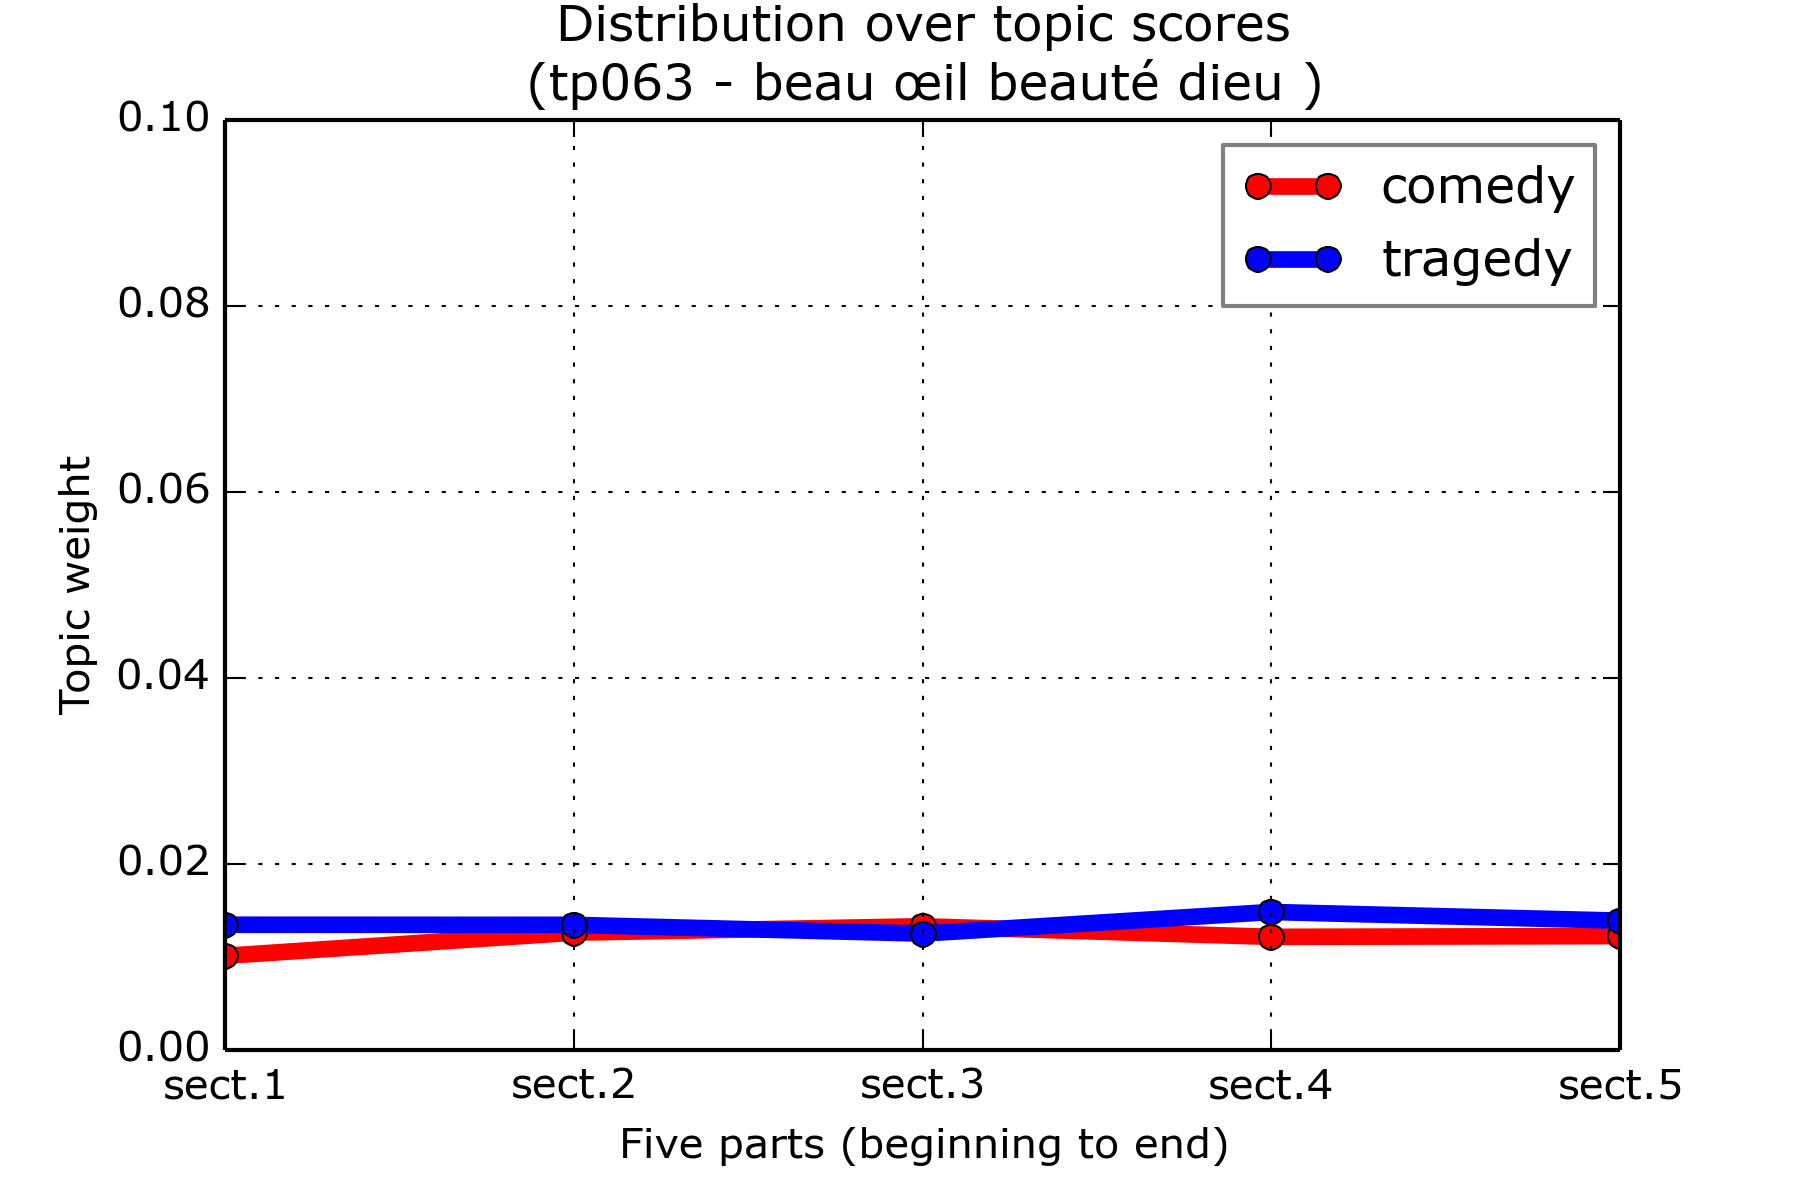 Distribution over topic scores
(tp063 - beau œil beauté dieu )
0.10
comedy
tragedy
0.08
0.06
Topic weight
0.04
0.02
0.00
sect.1 sect.2 sect.3 sect.4 sect.5
Five parts (beginning to end)